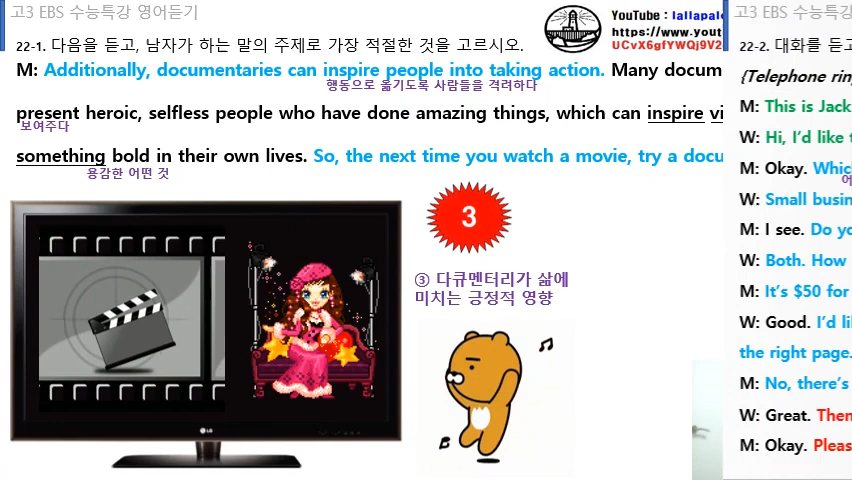 고3 EBS 수능특강 영어듣기
YouTube : lallapal
https://www.yout
UCvX6gfYWQj9V2
22-1. 다음을 듣고, 남자가 하는 말의 주제로 가장 적절한 것을 고르시오.
M: Additionally, documentaries can inspire people into taking action. Many docum
행동으로 옮기도록 사람들을 격려하다
present heroic, selfless people who have done amazing things, which can inspire vi
보여주다
something bold in their own lives. So, the next time you watch a movie, try a docu
용감한 어떤 것
3
③ 다큐멘터리가 삶에
미치는 긍정적 영향
LG
고3 EBS 수능특강
22-2. 대화를 듣고
{Telephone rin
M: This is Jack
W: Hi, I'd like t
M: Okay. Whic
어
W: Small busin
M: I see. Do yo
W: Both. How
M: It's $50 for
W: Good. I'd li
the right page.
M: No, there's
W: Great. Then
M: Okay. Pleas